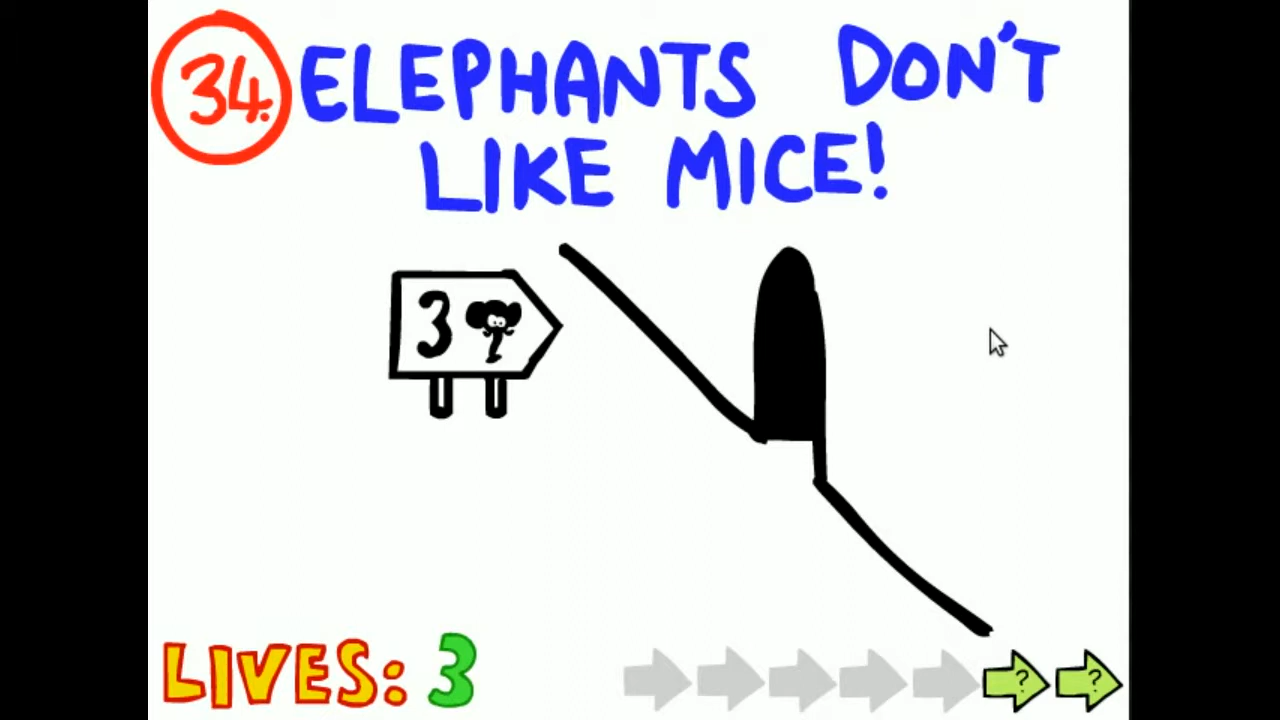 34. ELEPHANTS DON'T
LIKE MICE!
3
LIVES: 3
? ?